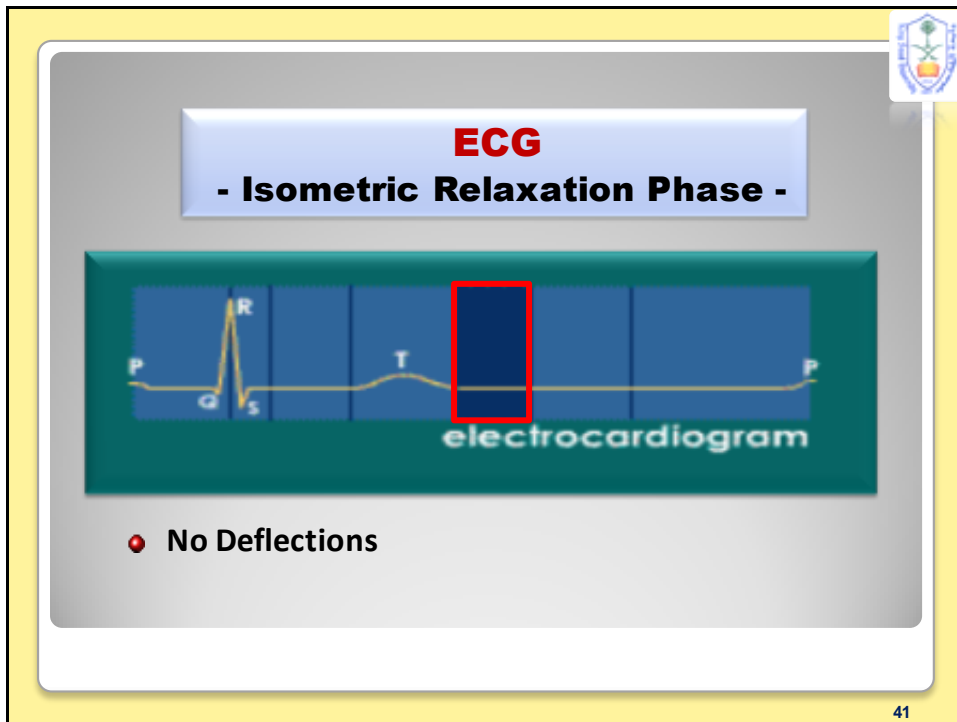 ECG
- Isometric Relaxation Phase -
R
P
T
P
Q
S
electrocardiogram
No Deflections
41